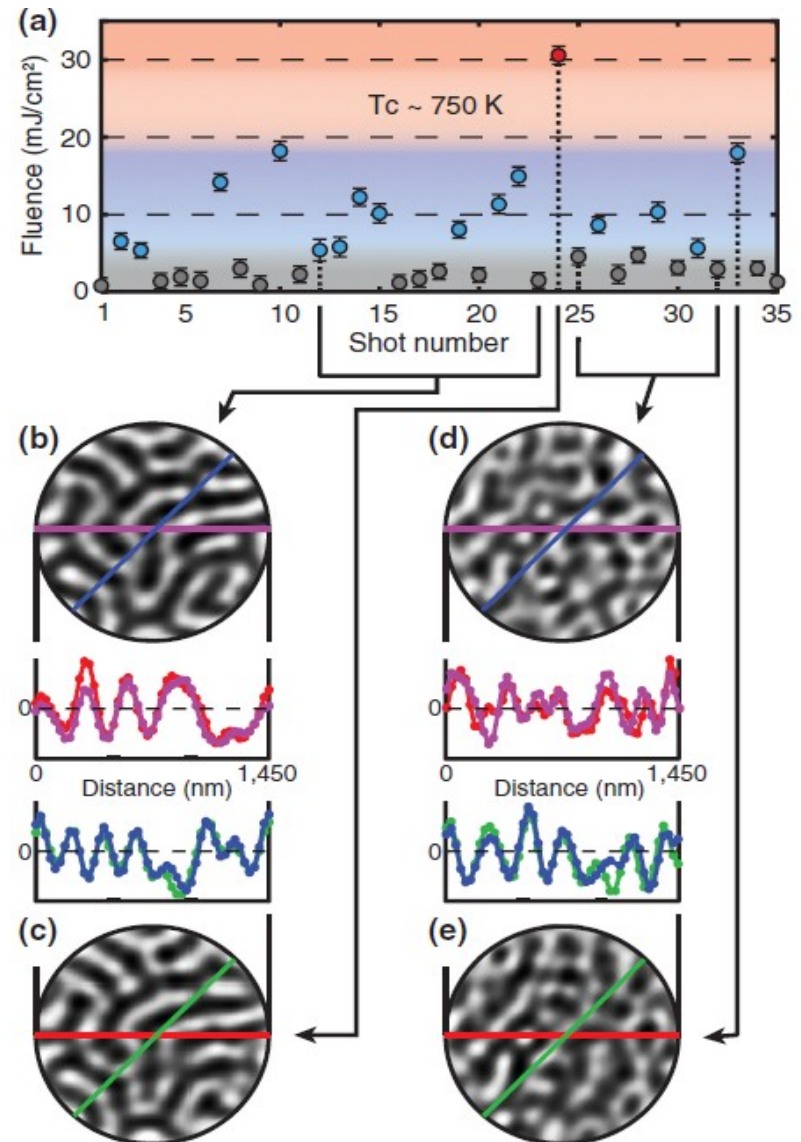 (a)
Fluence (mJ/cm²)
30
20
10
0
Tc ~ 750 K
1 5 10 15 20 25 30 35
Shot number
(b)
(d)
0
0
0 1,450
0 1,450
Distance (nm)
Distance (nm)
0
0
(c)
(e)